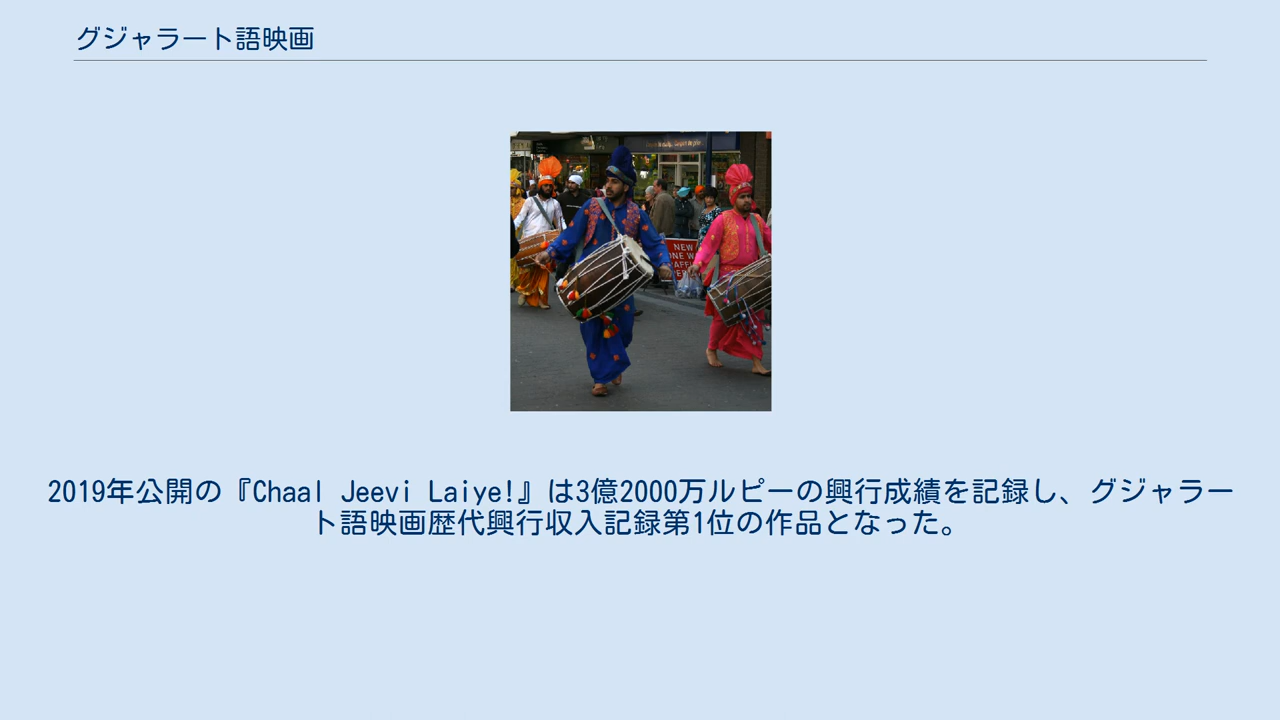 グジャラート語映画
NEW
ONE WA
2019年公開の『Chaal Jeevi Laiye!』は3億2000万ルピーの興行成績を記録し、グジャラー
ト語映画歴代興行収入記録第1位の作品となった。